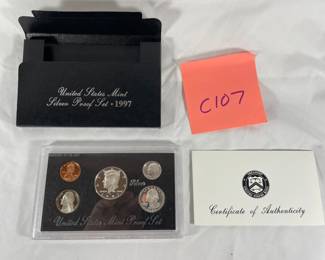 United States Mint
Silver Proof Set • 1997
C107
Silver
United States Mint Proof Set
Certificate of Authenticity